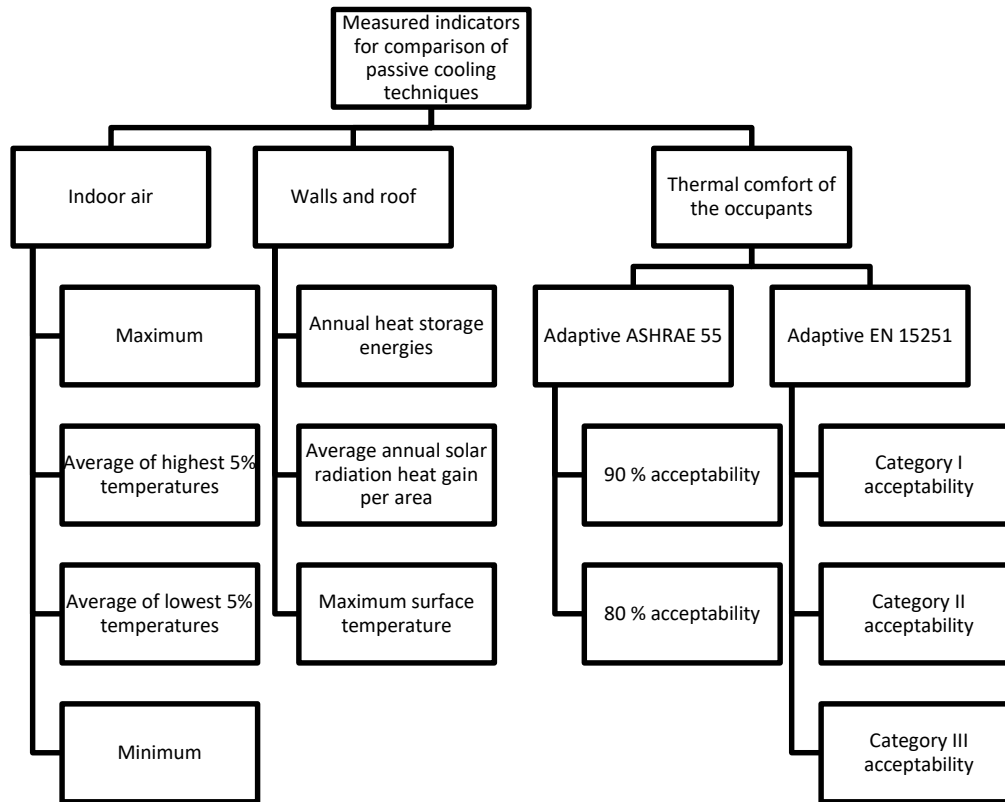 Measured indicators
for comparison of
passive cooling
techniques
Indoor air
Walls and roof
Thermal comfort of
the occupants
Maximum
Average of highest 5%
temperatures
Average of lowest 5%
temperatures
Minimum
Annual heat storage
energies
Average annual solar
radiation heat gain
per area
Maximum surface
temperature
Adaptive ASHRAE 55
90 % acceptability
80 % acceptability
Adaptive EN 15251
Category I
acceptability
Category II
acceptability
Category III
acceptability